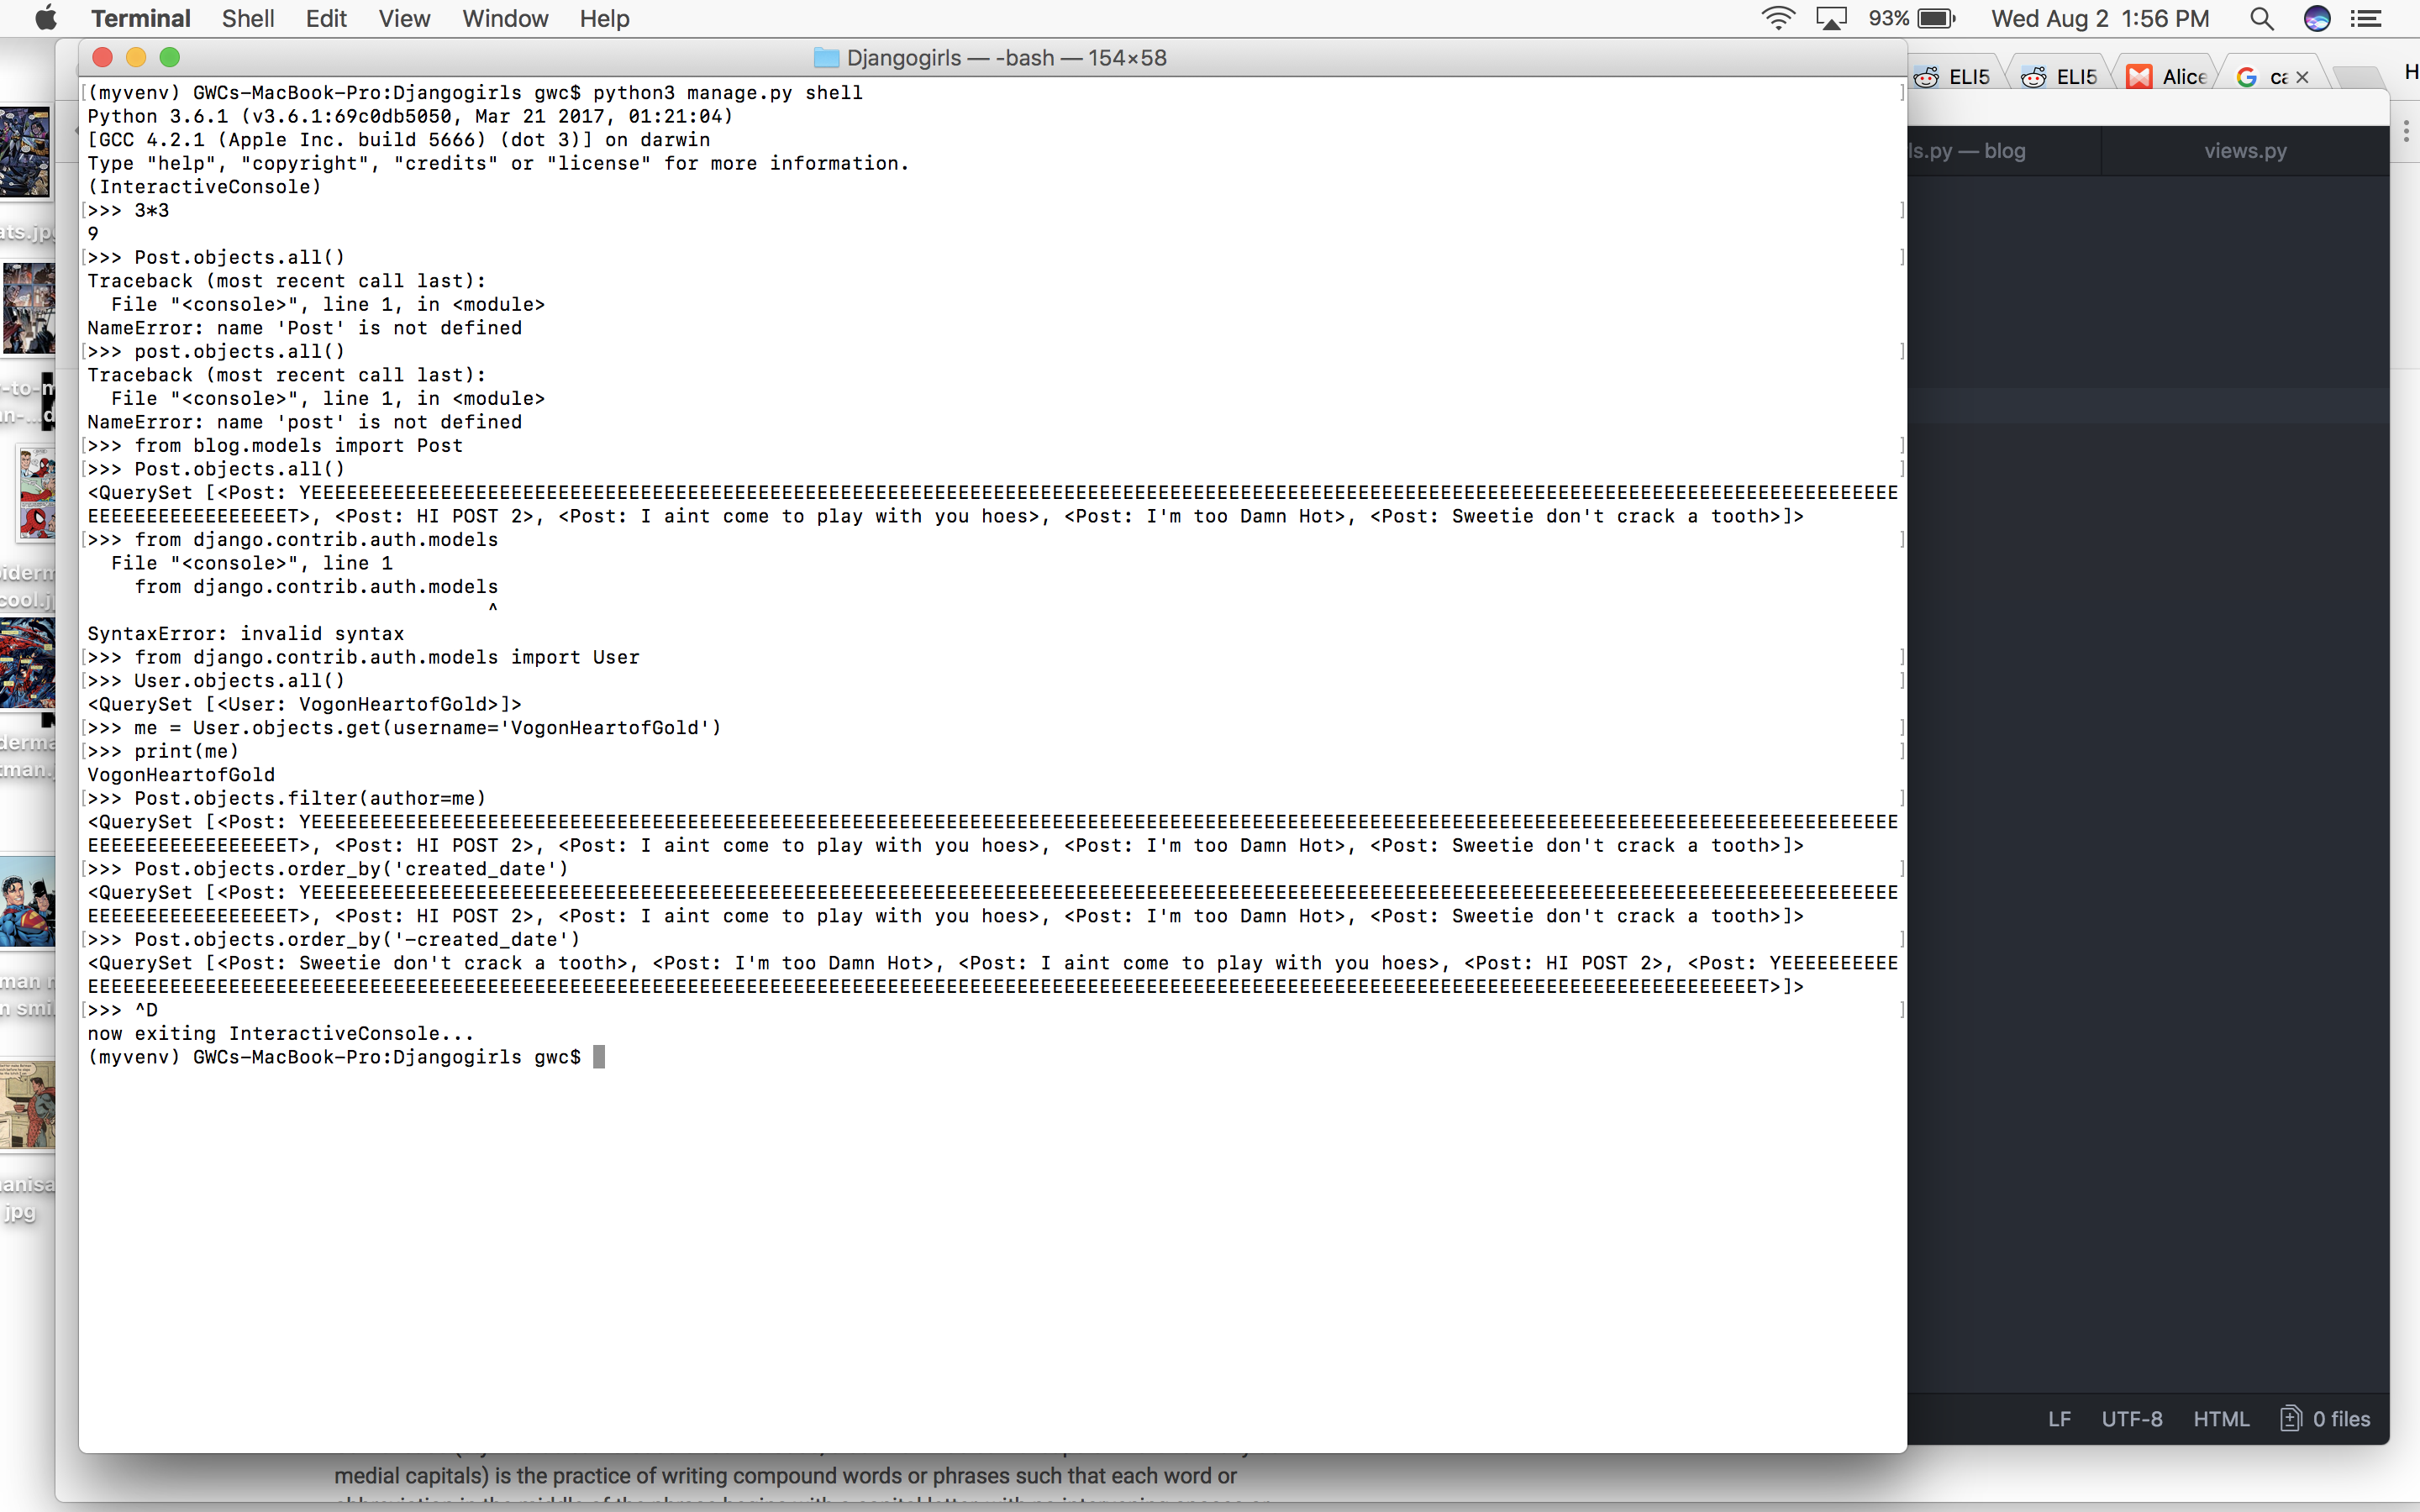 Terminal Shell Edit View Window Help 93% Wed Aug 2 1:56 PM
Djangogirls — -bash — 154×58
ELI5 ELI5 Alice ca
ls.py — blog views.py
(myvenv) GWCs-MacBook-Pro:Djangogirls gwc$ python3 manage.py shell
Python 3.6.1 (v3.6.1:69c0db5050, Mar 21 2017, 01:21:04)
[GCC 4.2.1 (Apple Inc. build 5666) (dot 3)] on darwin
Type "help", "copyright", "credits" or "license" for more information.
(InteractiveConsole)
>>> 3*3
9
>>> Post.objects.all()
Traceback (most recent call last):
  File "<console>", line 1, in <module>
NameError: name 'Post' is not defined
>>> post.objects.all()
Traceback (most recent call last):
  File "<console>", line 1, in <module>
NameError: name 'post' is not defined
>>> from blog.models import Post
>>> Post.objects.all()
<QuerySet [<Post: YEEEEEEEEEEEEEEEEEEEEEEEEEEEEEEEEEEEEEEEEEEEEEEEEEEEEEEEEEEEEEEEEEEEEEEEEEEEEEEEEEEEEEEEEEEEEEEEEEEEEEEEEEEEEEEEEEEEEEEEEEEEEEEEEEEEEEEE
EEEEEEEEEEEEEEEEET>, <Post: HI POST 2>, <Post: I aint come to play with you hoes>, <Post: I'm too Damn Hot>, <Post: Sweetie don't crack a tooth>]>
>>> from django.contrib.auth.models
  File "<console>", line 1
    from django.contrib.auth.models
                                  ^
SyntaxError: invalid syntax
>>> from django.contrib.auth.models import User
>>> User.objects.all()
<QuerySet [<User: VogonHeartofGold>]>
>>> me = User.objects.get(username='VogonHeartofGold')
>>> print(me)
VogonHeartofGold
>>> Post.objects.filter(author=me)
<QuerySet [<Post: YEEEEEEEEEEEEEEEEEEEEEEEEEEEEEEEEEEEEEEEEEEEEEEEEEEEEEEEEEEEEEEEEEEEEEEEEEEEEEEEEEEEEEEEEEEEEEEEEEEEEEEEEEEEEEEEEEEEEEEEEEEEEEEEEEEEEEEE
EEEEEEEEEEEEEEEEET>, <Post: HI POST 2>, <Post: I aint come to play with you hoes>, <Post: I'm too Damn Hot>, <Post: Sweetie don't crack a tooth>]>
>>> Post.objects.order_by('created_date')
<QuerySet [<Post: YEEEEEEEEEEEEEEEEEEEEEEEEEEEEEEEEEEEEEEEEEEEEEEEEEEEEEEEEEEEEEEEEEEEEEEEEEEEEEEEEEEEEEEEEEEEEEEEEEEEEEEEEEEEEEEEEEEEEEEEEEEEEEEEEEEEEEEE
EEEEEEEEEEEEEEEEET>, <Post: HI POST 2>, <Post: I aint come to play with you hoes>, <Post: I'm too Damn Hot>, <Post: Sweetie don't crack a tooth>]>
>>> Post.objects.order_by('-created_date')
<QuerySet [<Post: Sweetie don't crack a tooth>, <Post: I'm too Damn Hot>, <Post: I aint come to play with you hoes>, <Post: HI POST 2>, <Post: YEEEEEEEEEE
EEEEEEEEEEEEEEEEEEEEEEEEEEEEEEEEEEEEEEEEEEEEEEEEEEEEEEEEEEEEEEEEEEEEEEEEEEEEEEEEEEEEEEEEEEEEEEEEEEEEEEEEEEEEEEEEEEEEEEEEEEEEEEEEEEEEEEEEEEEEEET>]>
>>> ^D
now exiting InteractiveConsole...
(myvenv) GWCs-MacBook-Pro:Djangogirls gwc$
LF UTF-8 HTML 0 files
medial capitals) is the practice of writing compound words or phrases such that each word or